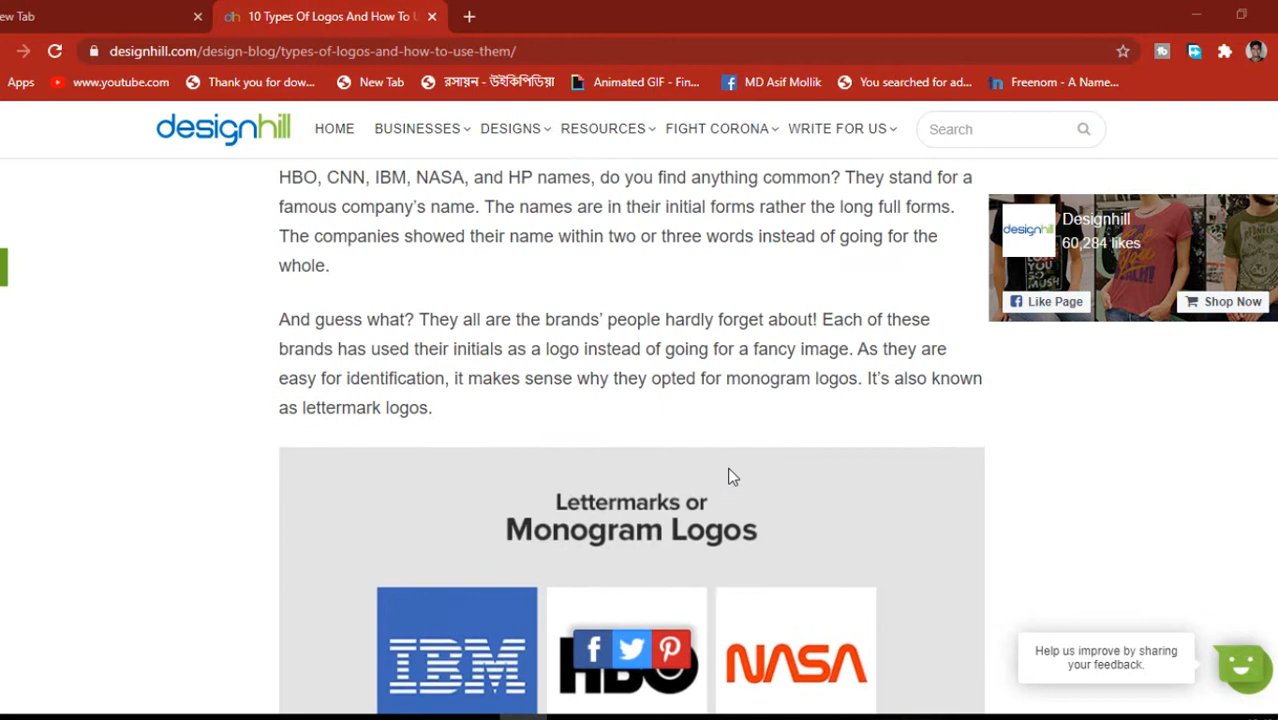 ew Tab
10 Types Of Logos And How To U
designhill.com/design-blog/types-of-logos-and-how-to-use-them/
Apps
www.youtube.com
Thank you for dow...
New Tab
রসায়ন - উইকিপিডিয়া
Animated GIF - Fin...
MD Asif Mollik
You searched for ad...
Freenom - A Name...
designhill
HOME
BUSINESSES
DESIGNS
RESOURCES
FIGHT CORONA
WRITE FOR US
Search
HBO, CNN, IBM, NASA, and HP names, do you find anything common? They stand for a
famous company’s name. The names are in their initial forms rather the long full forms.
The companies showed their name within two or three words instead of going for the
whole.
And guess what? They all are the brands’ people hardly forget about! Each of these
brands has used their initials as a logo instead of going for a fancy image. As they are
easy for identification, it makes sense why they opted for monogram logos. It’s also known
as lettermark logos.
designhill
Designhill
60,284 likes
Like Page
Shop Now
Lettermarks or
Monogram Logos
IBM
HBO
NASA
Help us improve by sharing
your feedback.